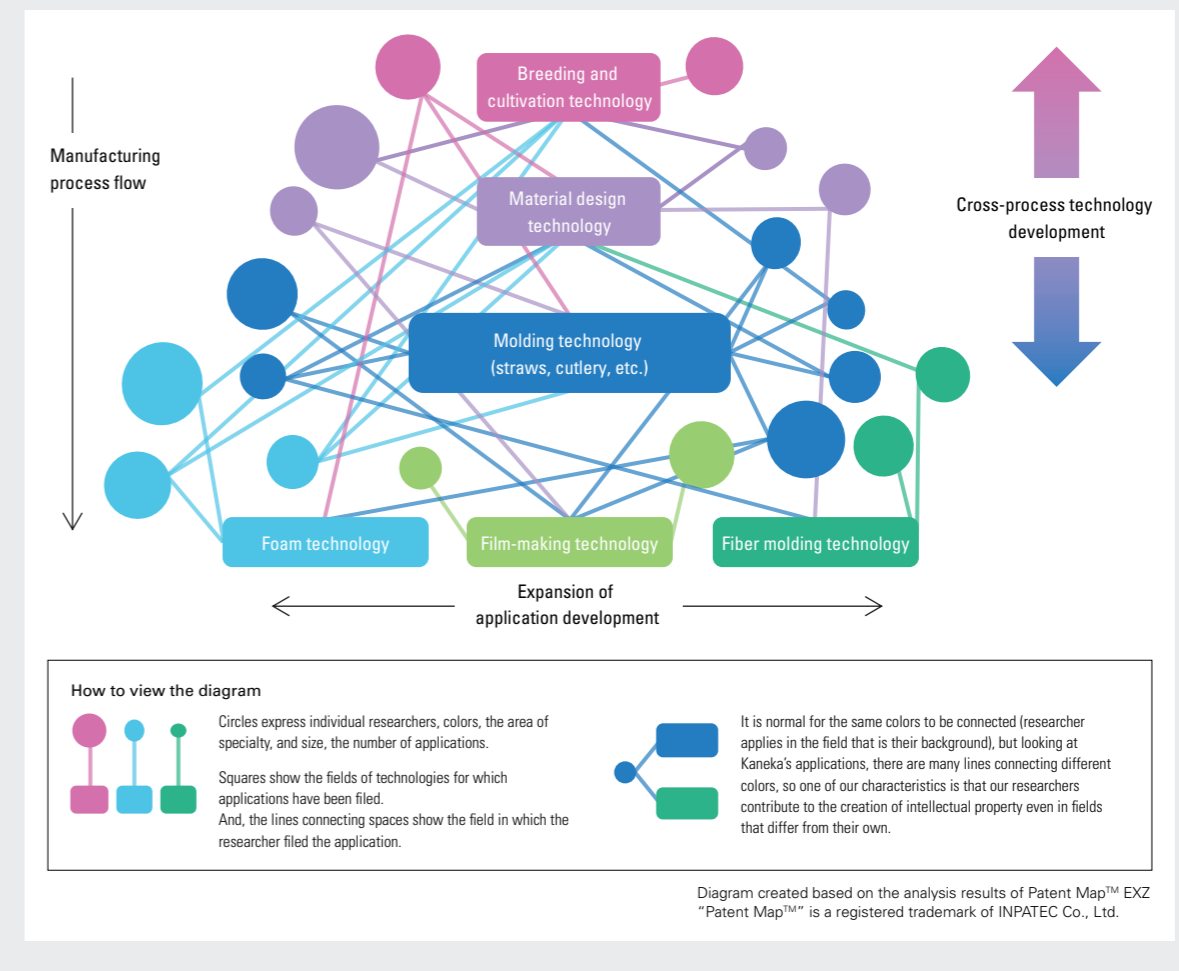 Breeding and
cultivation technology
Manufacturing
process flow
Material design
technology
Cross-process technology
development
Molding technology
(straws, cutlery, etc.)
Foam technology
Film-making technology
Fiber molding technology
Expansion of
application development
How to view the diagram
Circles express individual researchers, colors, the area of
specialty, and size, the number of applications.
Squares show the fields of technologies for which
applications have been filed.
And, the lines connecting spaces show the field in which the
researcher filed the application.
It is normal for the same colors to be connected (researcher
applies in the field that is their background), but looking at
Kaneka's applications, there are many lines connecting different
colors, so one of our characteristics is that our researchers
contribute to the creation of intellectual property even in fields
that differ from their own.
Diagram created based on the analysis results of Patent Map™ EXZ
“Patent Map™” is a registered trademark of INPATEC Co., Ltd.